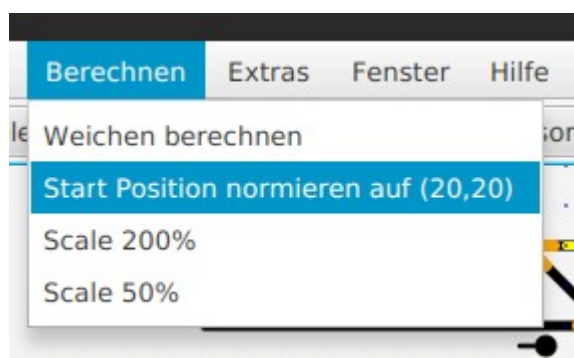 Berechnen Extras Fenster Hilfe
Weichen berechnen
Start Position normieren auf (20,20)
Scale 200%
Scale 50%